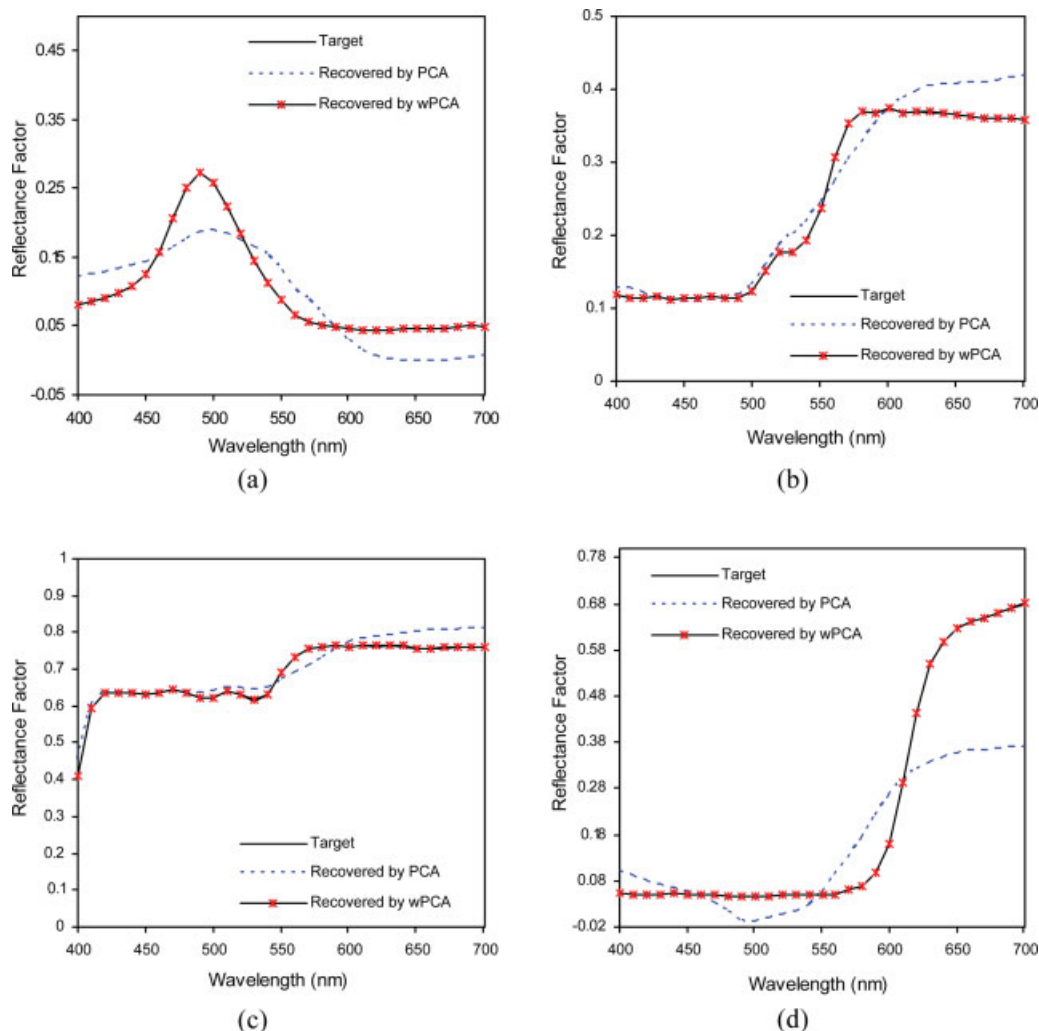 0.45
0.35
0.25
0.15
0.05
-0.05
Reflectance Factor
Target
Recovered by PCA
Recovered by wPCA
400 450 500 550 600 650 700
Wavelength (nm)
(a)
0.5
0.4
0.3
0.2
0.1
0
Reflectance Factor
Target
Recovered by PCA
Recovered by wPCA
400 450 500 550 600 650 700
Wavelength (nm)
(b)
1
0.9
0.8
0.7
0.6
0.5
0.4
0.3
0.2
0.1
0
Reflectance Factor
Target
Recovered by PCA
Recovered by wPCA
400 450 500 550 600 650 700
Wavelength (nm)
(c)
0.78
0.68
0.58
0.48
0.38
0.28
0.18
0.08
-0.02
Reflectance Factor
Target
Recovered by PCA
Recovered by wPCA
400 450 500 550 600 650 700
Wavelength (nm)
(d)